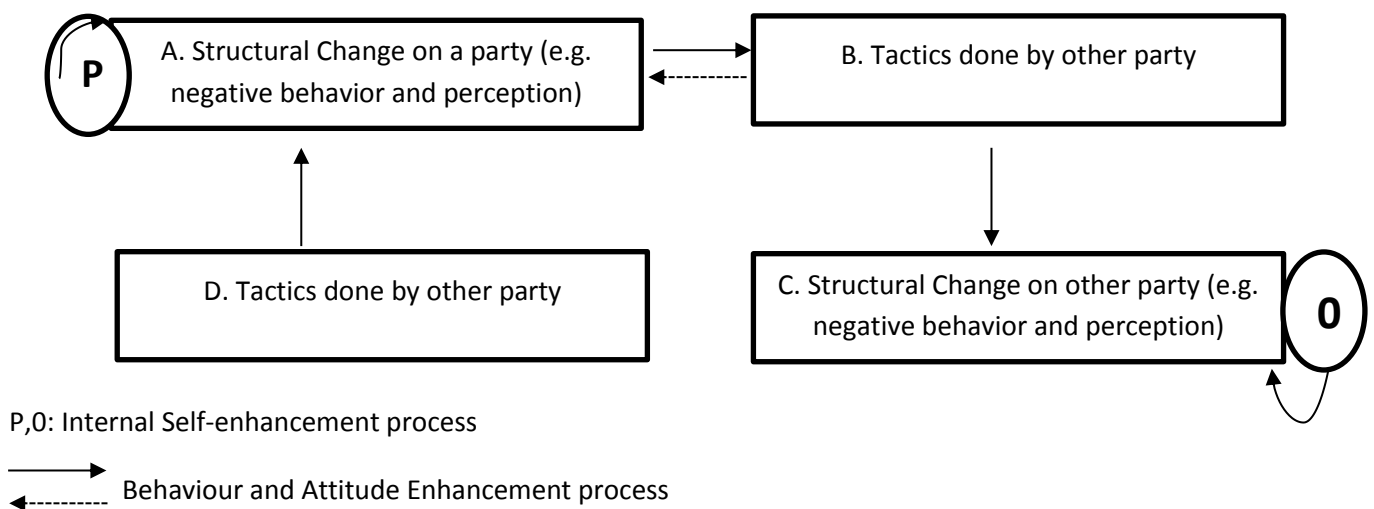 P
A. Structural Change on a party (e.g.
negative behavior and perception)
B. Tactics done by other party
D. Tactics done by other party
C. Structural Change on other party (e.g.
negative behavior and perception)
0
P,0: Internal Self-enhancement process
Behaviour and Attitude Enhancement process